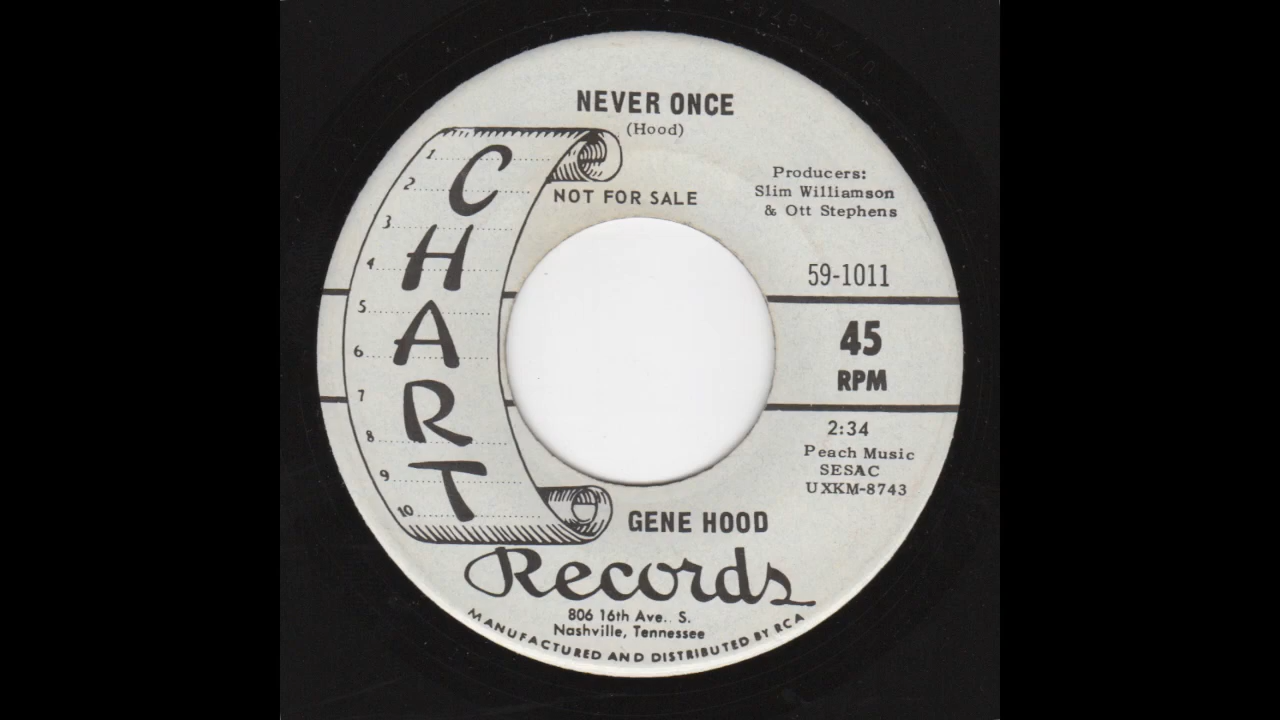 NEVER ONCE
(Hood)
NOT FOR SALE
Producers:
Slim Williamson
& Ott Stephens
59-1011
45
RPM
2:34
Peach Music
SESAC
UXKM-8743
1
2
3
4
5
6
7
8
9
10
CHART
GENE HOOD
Records
806 16th Ave. S.
Nashville, Tennessee
MANUFACTURED AND DISTRIBUTED BY RCA